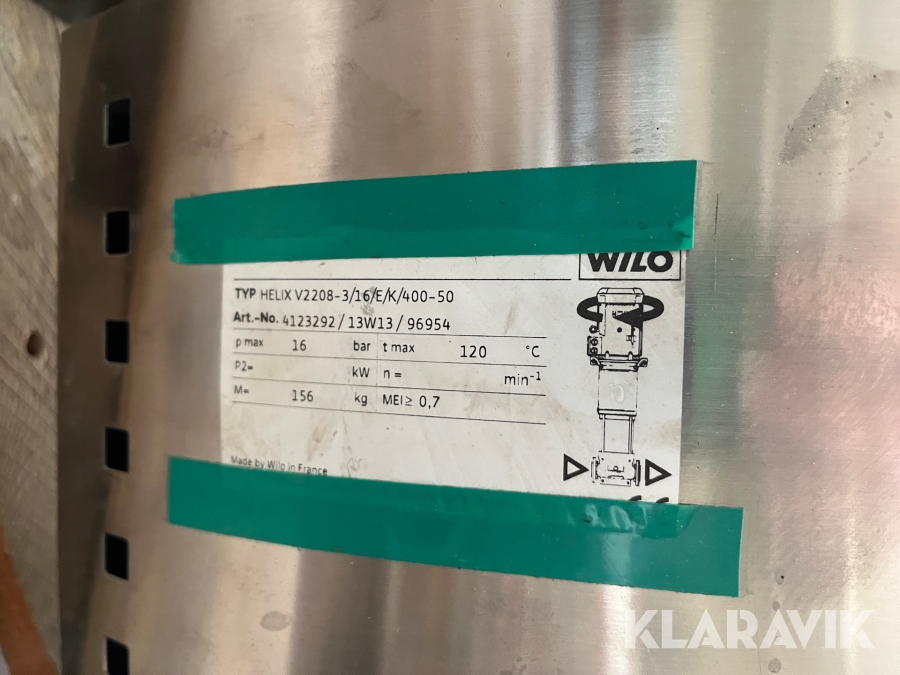 WILO
TYP HELIX V2208-3/16/E/K/400-50
Art.-No. 4123292/13W13/96954
p max 16 bar t max 120 °C
P2= kW n = min-1
M= 156 kg MEI≥ 0,7
Made by Wilo in France
KLARAVIK